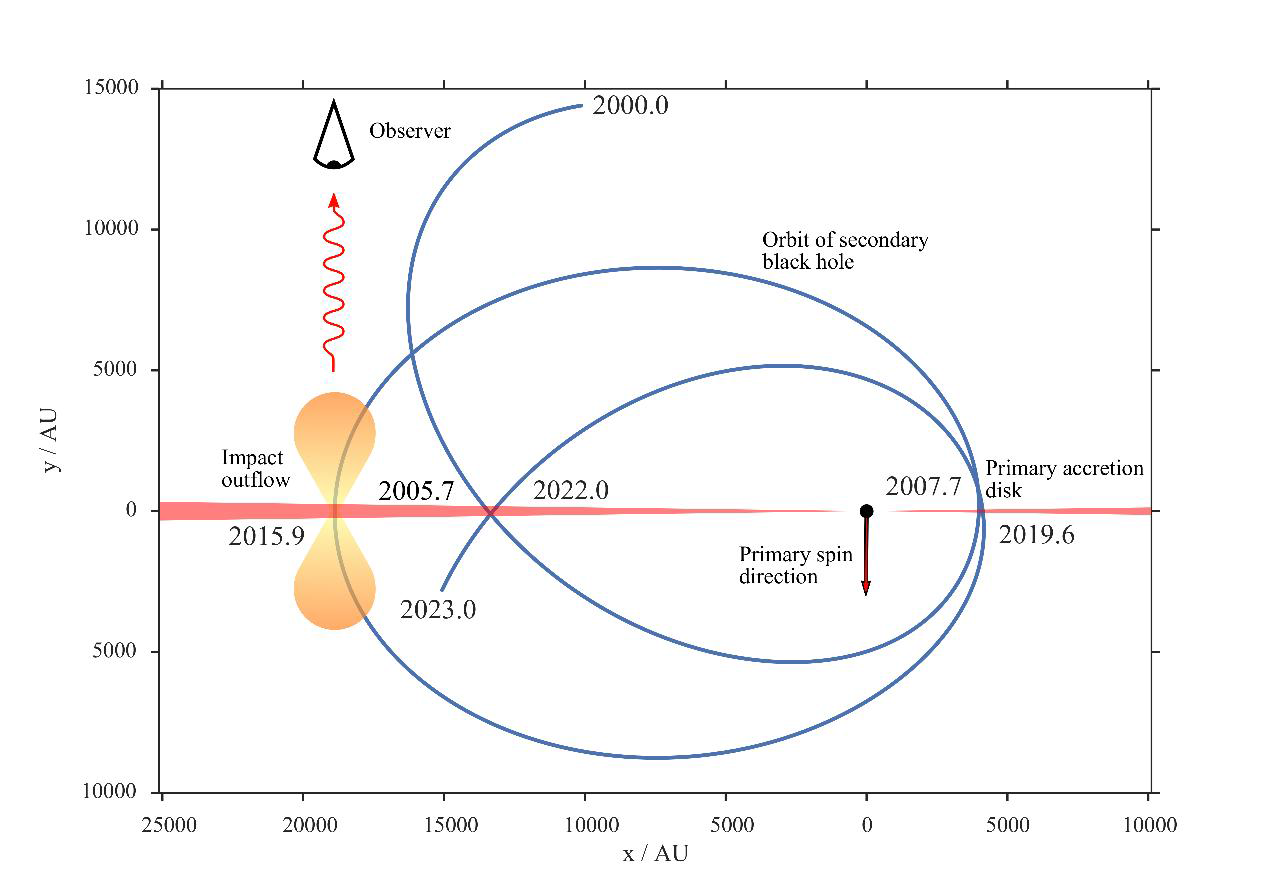 15000
2000.0
Observer
10000
Orbit of secondary
black hole
5000
y / AU
Impact
outflow
2005.7
2022.0
2007.7
Primary accretion
disk
0
2015.9
2019.6
Primary spin
direction
2023.0
5000
10000
25000 20000 15000 10000 5000 0 5000 10000
x / AU